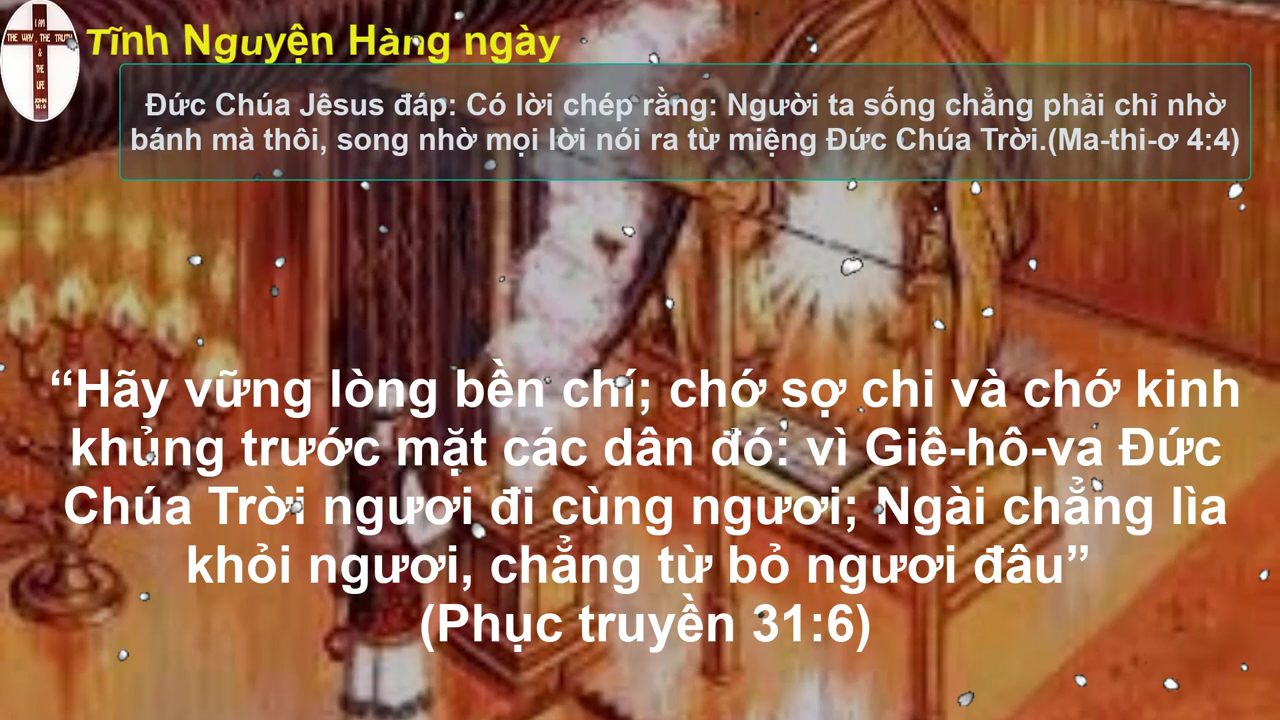 I AM
THE WAY, THE TRUTH
&
THE
LIFE
JOHN
14:6
Tĩnh Nguyện Hàng ngày
Đức Chúa Jêsus đáp: Có lời chép rằng: Người ta sống chẳng phải chỉ nhờ
bánh mà thôi, song nhờ mọi lời nói ra từ miệng Đức Chúa Trời.(Ma-thi-ơ 4:4)
“Hãy vững lòng bền chí; chớ sợ chi và chớ kinh
khủng trước mặt các dân đó: vì Giê-hô-va Đức
Chúa Trời ngươi đi cùng ngươi; Ngài chẳng lìa
khỏi ngươi, chẳng từ bỏ ngươi đâu”
(Phục truyền 31:6)